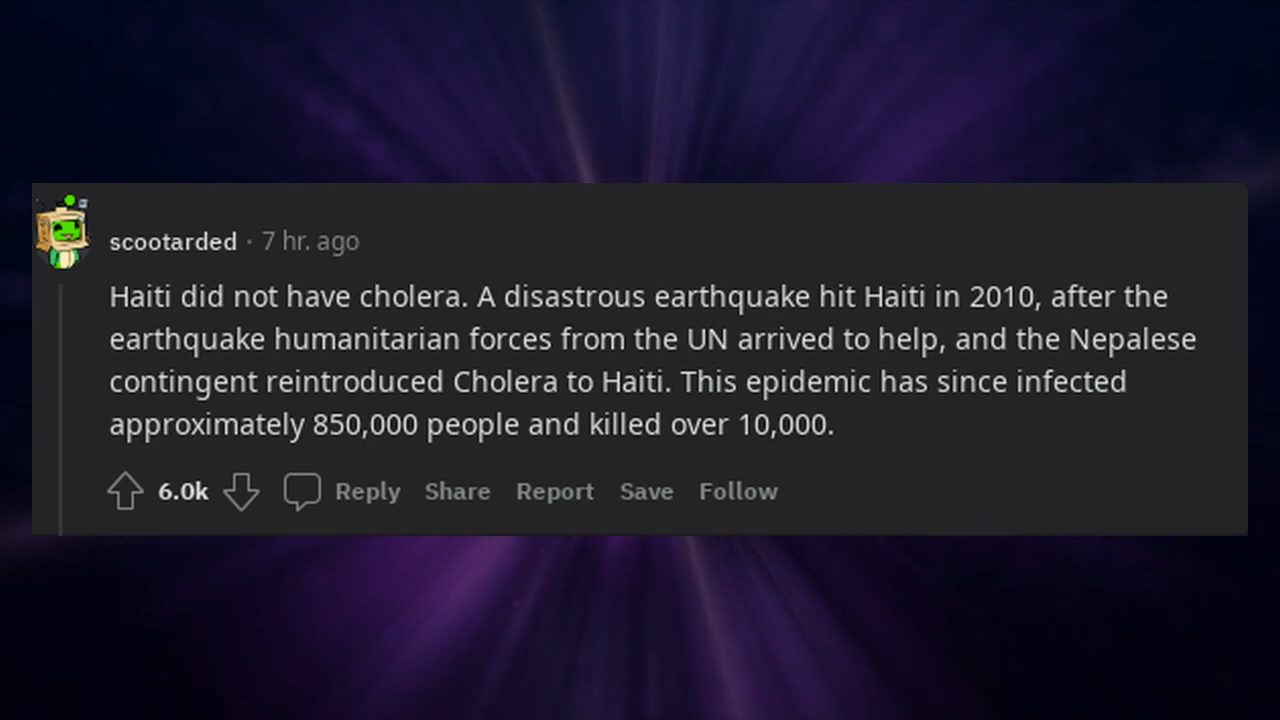 scootarded · 7 hr. ago
Haiti did not have cholera. A disastrous earthquake hit Haiti in 2010, after the
earthquake humanitarian forces from the UN arrived to help, and the Nepalese
contingent reintroduced Cholera to Haiti. This epidemic has since infected
approximately 850,000 people and killed over 10,000.
6.0k Reply Share Report Save Follow